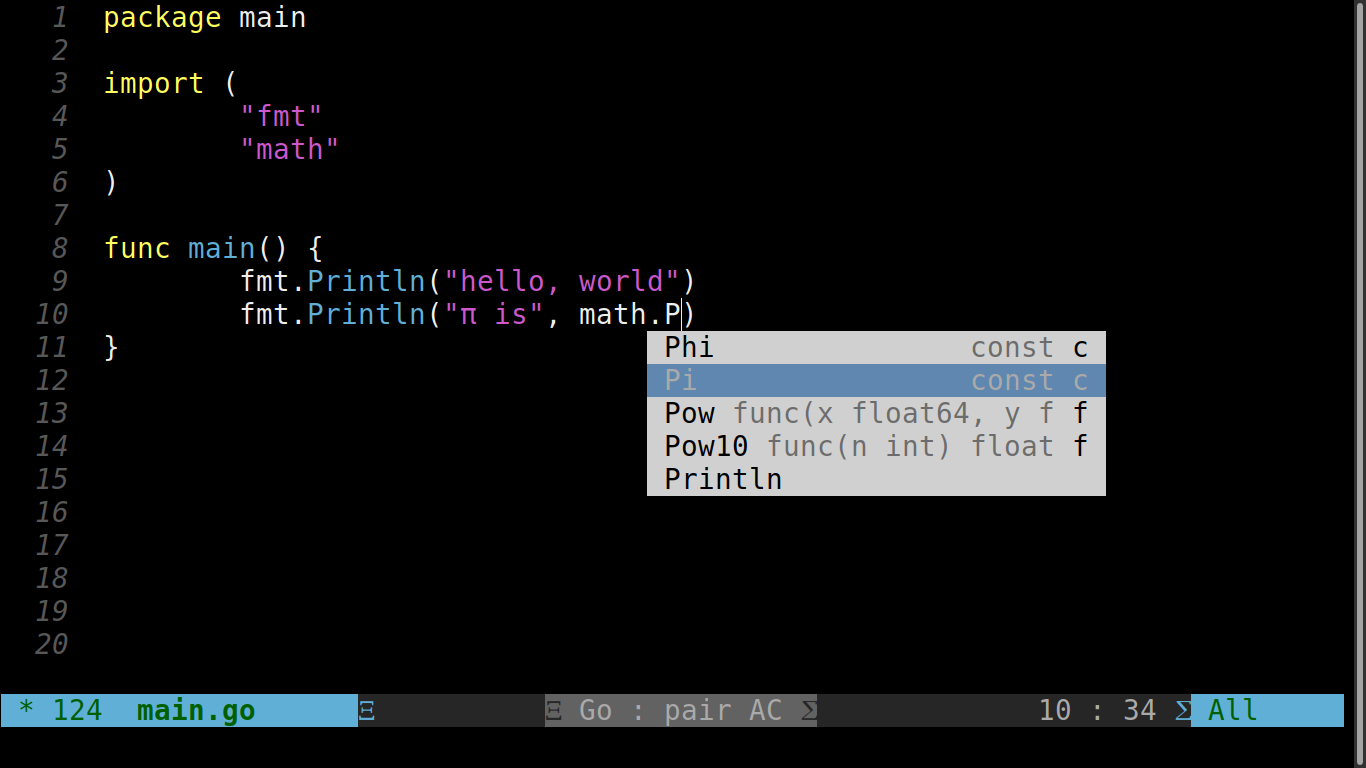 1 package main
2
3 import (
4 "fmt"
5 "math"
6 )
7
8 func main() {
9 fmt.Println("hello, world")
10 fmt.Println("π is", math.P)
11 }
Phi const c
12
Pi const c
13
Pow func(x float64, y f f
14
Pow10 func(n int) float f
15
Println
16
17
18
19
20
* 124 main.go Ξ Ξ Go : pair AC Σ 10 : 34 Σ All